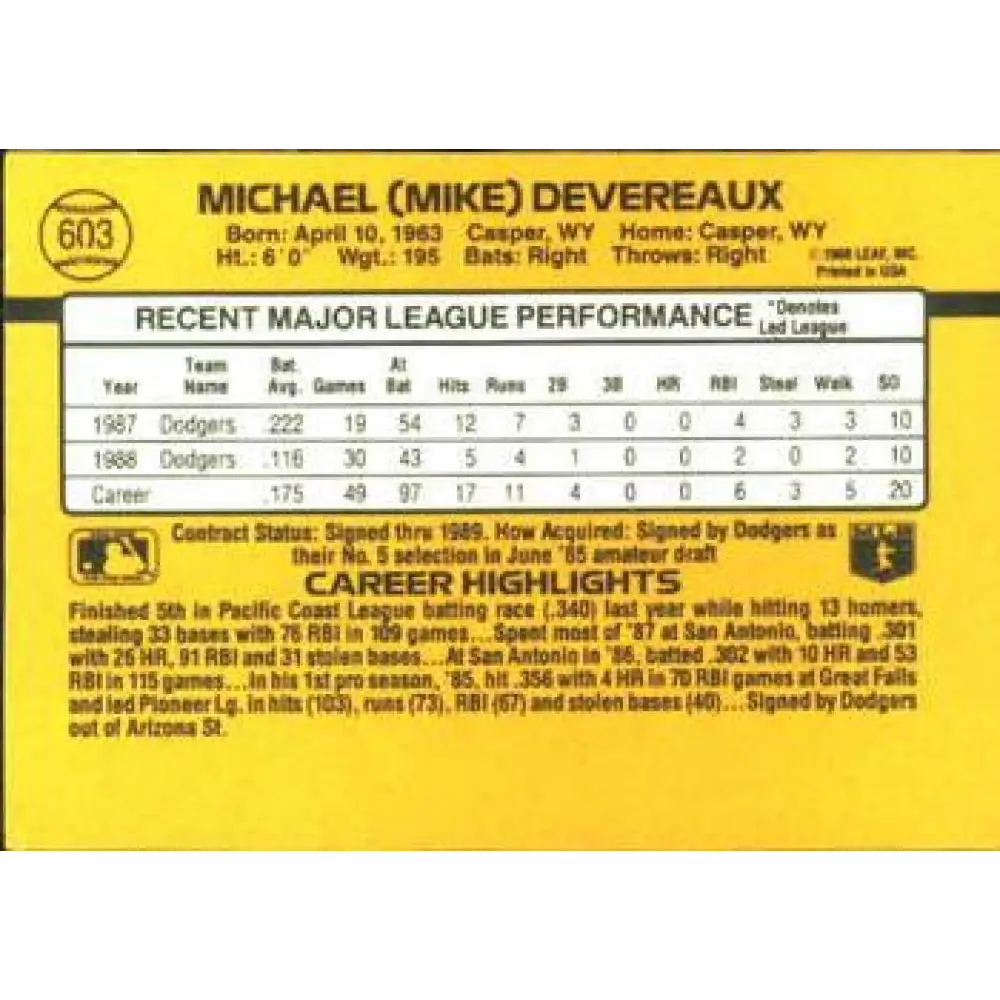 603
MICHAEL (MIKE) DEVEREAUX
Born: April 10, 1963 Casper, WY Home: Casper, WY
Ht.: 6'0" Wgt.: 195 Bats: Right Throws: Right
© 1988 LEAF, INC.
Printed in USA
RECENT MAJOR LEAGUE PERFORMANCE *Denotes Led League
Year Team Name Bat. Avg. Games At Bat Hits Runs 2B 3B HR RBI Steal Walk SO
1987 Dodgers .222 19 54 12 7 3 0 0 4 3 3 10
1988 Dodgers .116 30 43 5 4 1 0 0 2 0 2 10
Career .175 49 97 17 11 4 0 0 6 3 5 20
Contract Status: Signed thru 1989. How Acquired: Signed by Dodgers as
their No. 5 selection in June '85 amateur draft
CAREER HIGHLIGHTS
Finished 5th in Pacific Coast League batting race (.340) last year while hitting 13 homers,
stealing 33 bases with 76 RBI in 109 games...Spent most of '87 at San Antonio, batting .301
with 26 HR, 91 RBI and 31 stolen bases...At San Antonio in '86, batted .302 with 10 HR and 53
RBI in 115 games...In his 1st pro season, '85, hit .356 with 4 HR in 70 RBI games at Great Falls
and led Pioneer Lg. in hits (103), runs (73), RBI (67) and stolen bases (40)...Signed by Dodgers
out of Arizona St.